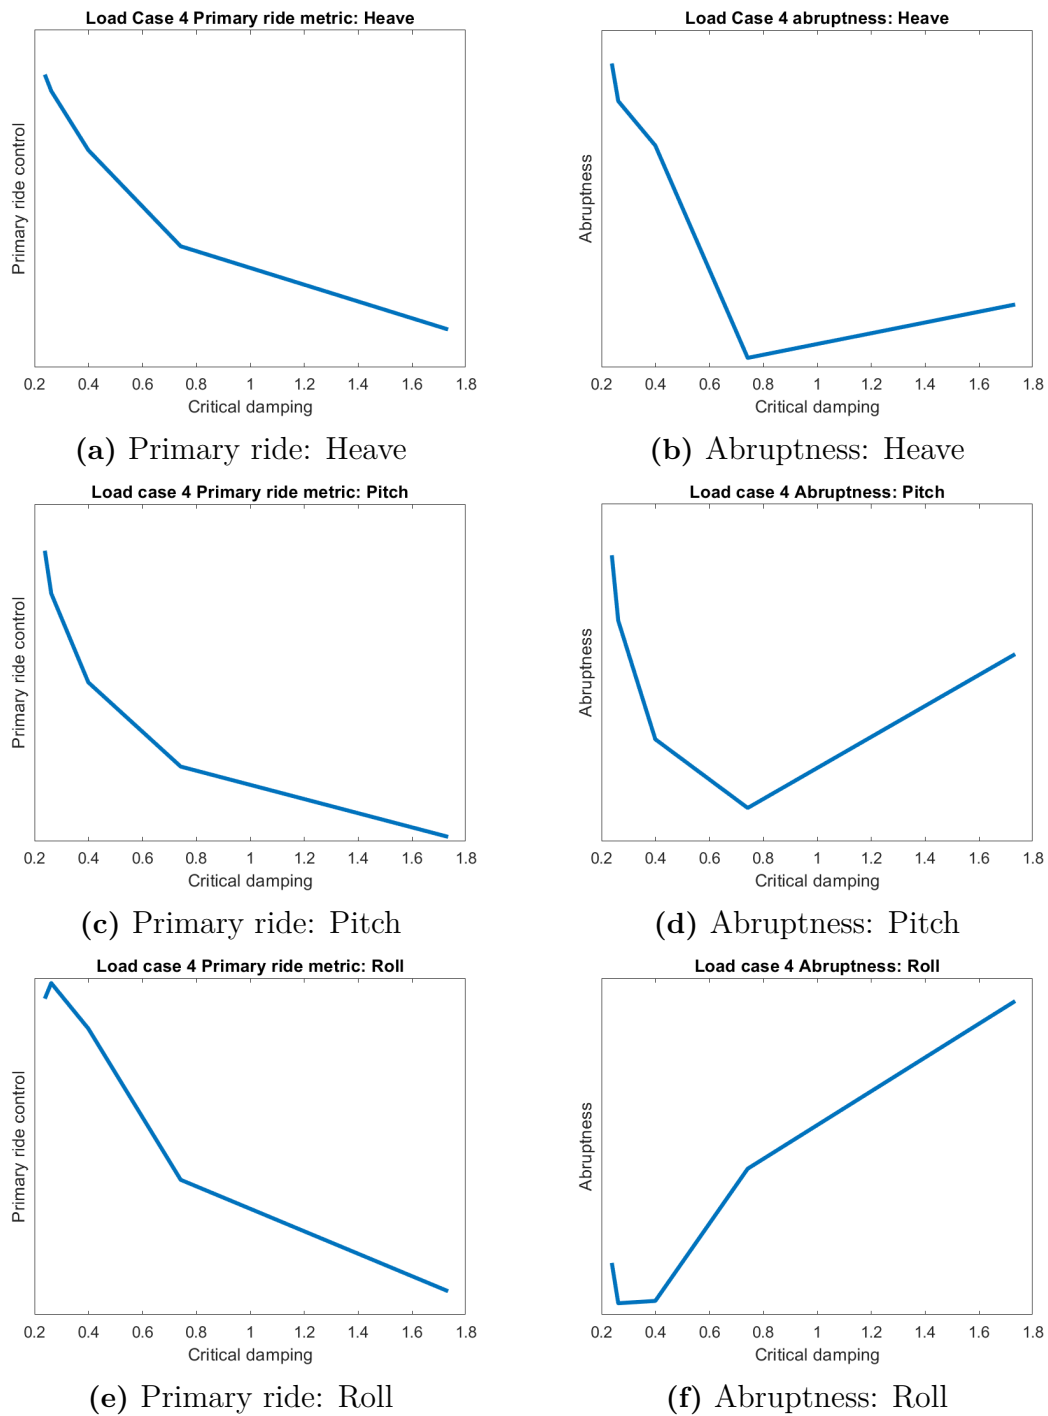 Load Case 4 Primary ride metric: Heave
Primary ride control
0.2 0.4 0.6 0.8 1 1.2 1.4 1.6 1.8
Critical damping
(a) Primary ride: Heave
Load Case 4 abruptness: Heave
Abruptness
0.2 0.4 0.6 0.8 1 1.2 1.4 1.6 1.8
Critical damping
(b) Abruptness: Heave
Load case 4 Primary ride metric: Pitch
Primary ride control
0.2 0.4 0.6 0.8 1 1.2 1.4 1.6 1.8
Critical damping
(c) Primary ride: Pitch
Load case 4 Abruptness: Pitch
Abruptness
0.2 0.4 0.6 0.8 1 1.2 1.4 1.6 1.8
Critical damping
(d) Abruptness: Pitch
Load case 4 Primary ride metric: Roll
Primary ride control
0.2 0.4 0.6 0.8 1 1.2 1.4 1.6 1.8
Critical damping
(e) Primary ride: Roll
Load case 4 Abruptness: Roll
Abruptness
0.2 0.4 0.6 0.8 1 1.2 1.4 1.6 1.8
Critical damping
(f) Abruptness: Roll